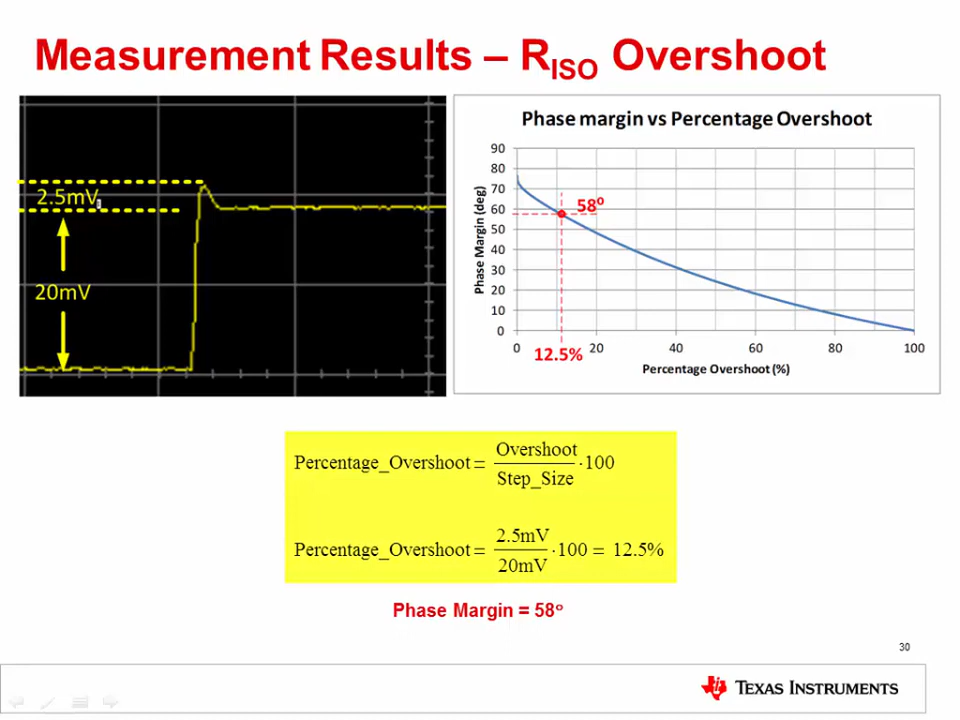 Measurement Results – RISO Overshoot
2.5mV
20mV
Phase margin vs Percentage Overshoot
Phase Margin (deg)
90
80
70
60
50
40
30
20
10
0
58º
0
12.5%
20
40
60
80
100
Percentage Overshoot (%)
Percentage_Overshoot = Overshoot / Step_Size · 100
Percentage_Overshoot = 2.5mV / 20mV · 100 = 12.5%
Phase Margin = 58º
30
TEXAS INSTRUMENTS